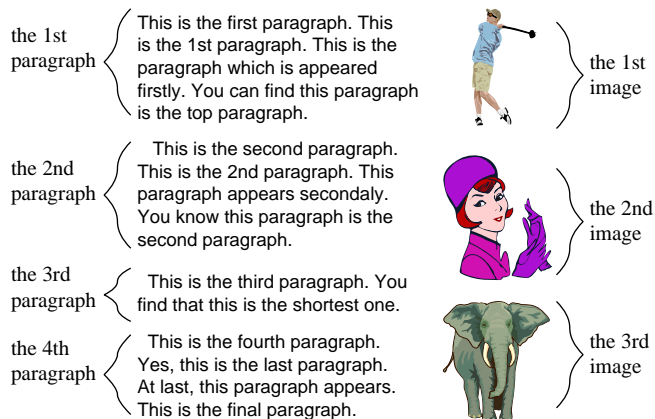 the 1st
paragraph
This is the first paragraph. This
is the 1st paragraph. This is the
paragraph which is appeared
firstly. You can find this paragraph
is the top paragraph.
the 1st
image
the 2nd
paragraph
This is the second paragraph.
This is the 2nd paragraph. This
paragraph appears secondaly.
You know this paragraph is the
second paragraph.
the 2nd
image
the 3rd
paragraph
This is the third paragraph. You
find that this is the shortest one.
the 4th
paragraph
This is the fourth paragraph.
Yes, this is the last paragraph.
At last, this paragraph appears.
This is the final paragraph.
the 3rd
image